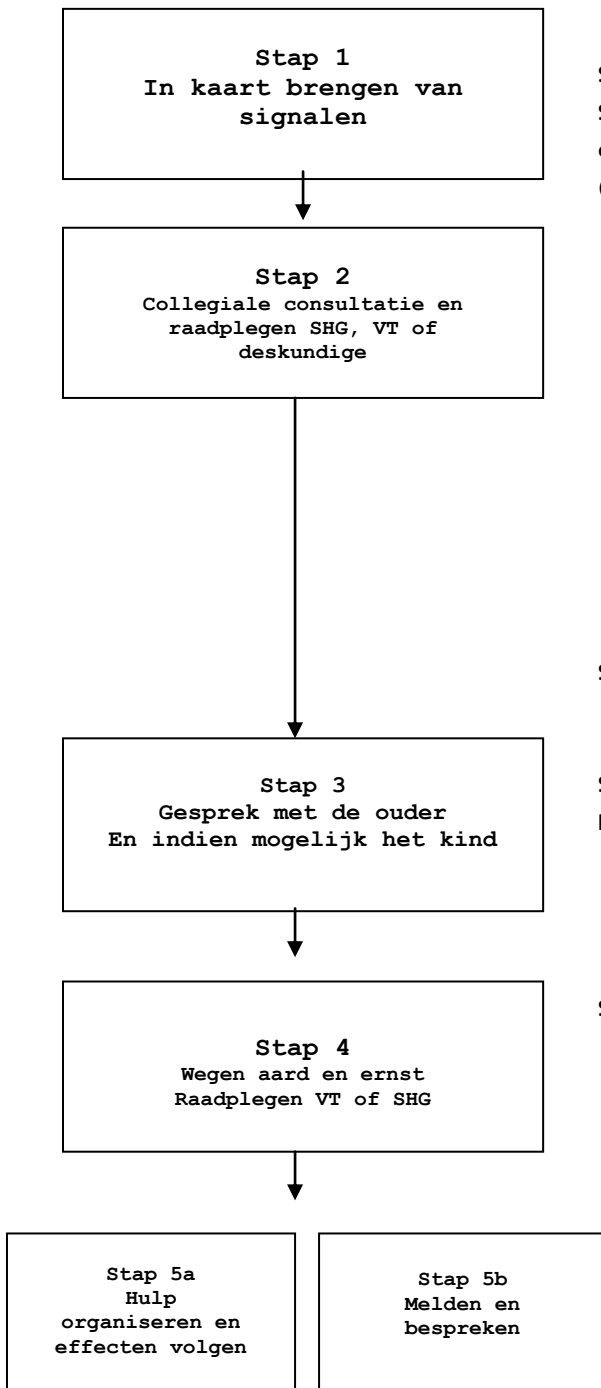 Stap 1
In kaart brengen van
signalen
Stap 2
Collegiale consultatie en
raadplegen SHG, VT of
deskundige
Stap 3
Gesprek met de ouder
En indien mogelijk het kind
Stap 4
Wegen aard en ernst
Raadplegen VT of SHG
Stap 5a
Hulp
organiseren en
effecten volgen
Stap 5b
Melden en
bespreken